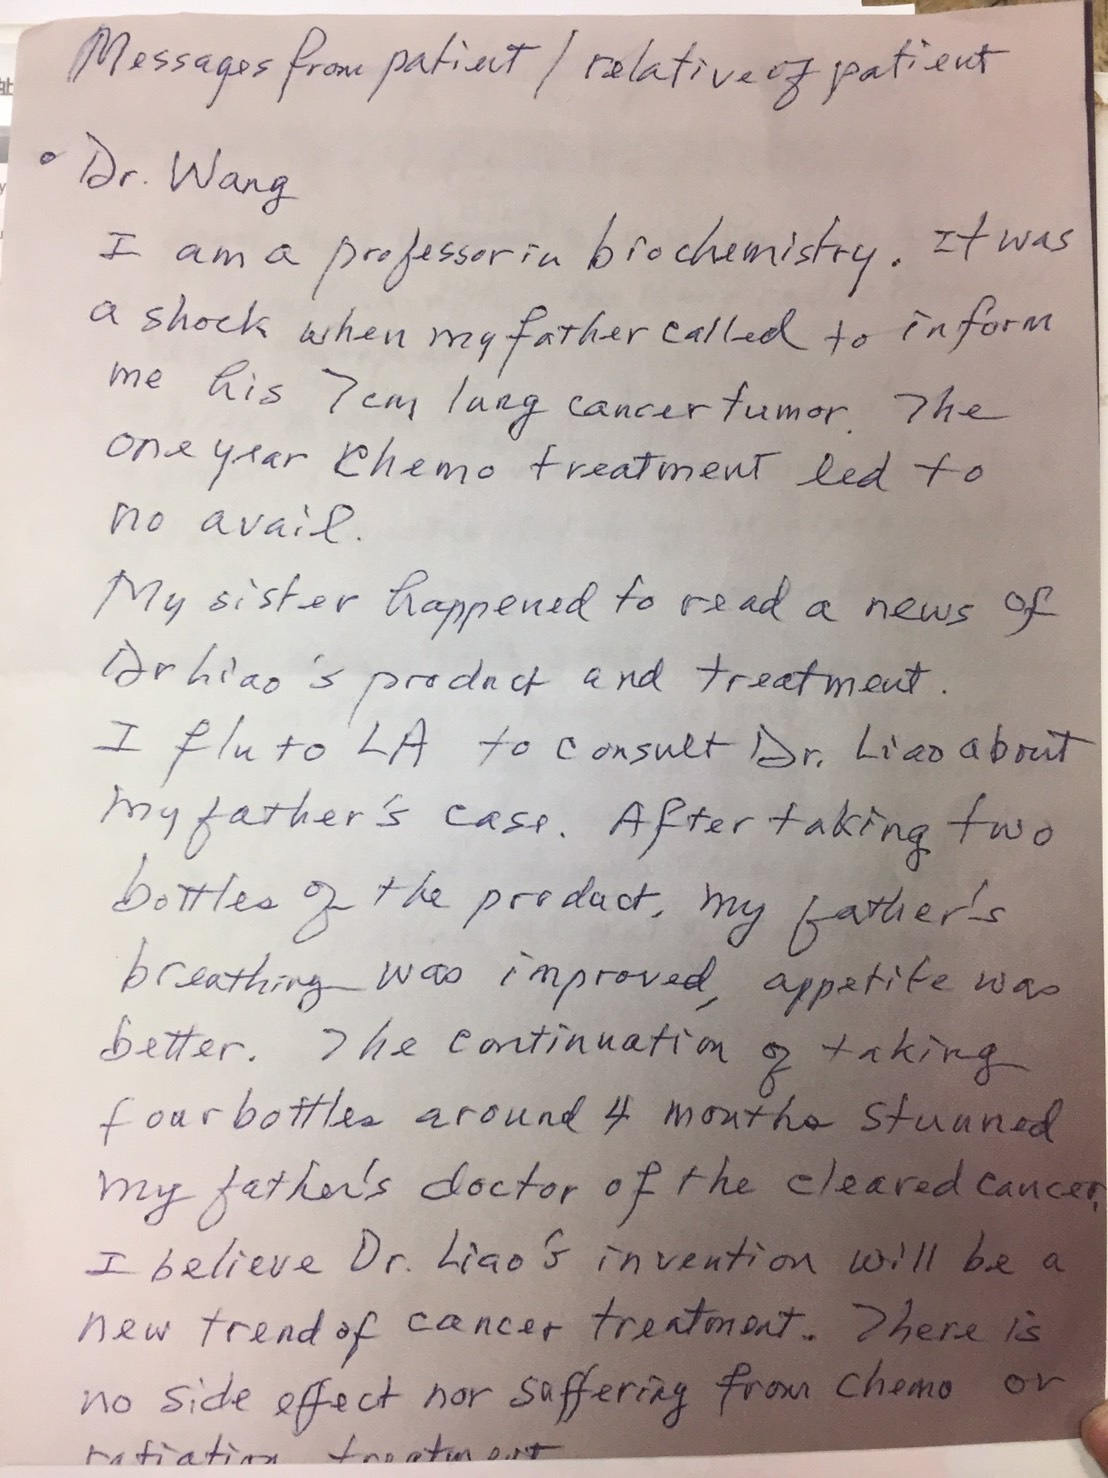 Messages from patient / relative of patient
• Dr. Wang
I am a professor in biochemistry. It was
a shock when my father called to inform
me his 7cm lung cancer tumor. The
one year Chemo treatment led to
no avail.
My sister happened to read a news of
Dr Liao's product and treatment.
I flu to LA to consult Dr. Liao about
my father's case. After taking two
bottles of the product, my father's
breathing was improved, appetite was
better. The continuation of taking
four bottles around 4 months stunned
my father's doctor of the cleared cancer.
I believe Dr. Liao's invention will be a
new trend of cancer treatment. There is
no side effect nor suffering from chemo or
treatment